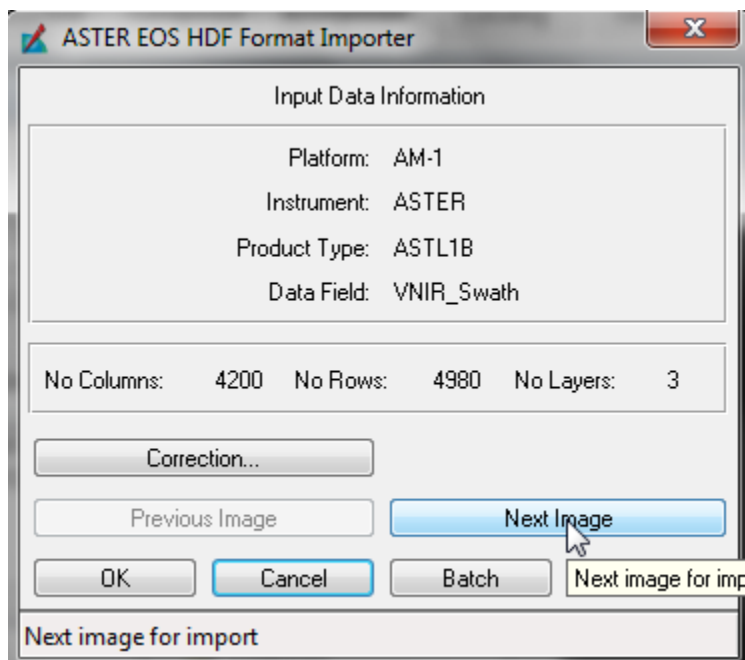 ASTER EOS HDF Format Importer
Input Data Information
Platform: AM-1
Instrument: ASTER
Product Type: ASTL1B
Data Field: VNIR_Swath
No Columns: 4200 No Rows: 4980 No Layers: 3
Correction...
Previous Image Next Image
OK Cancel Batch Next image for imp
Next image for import